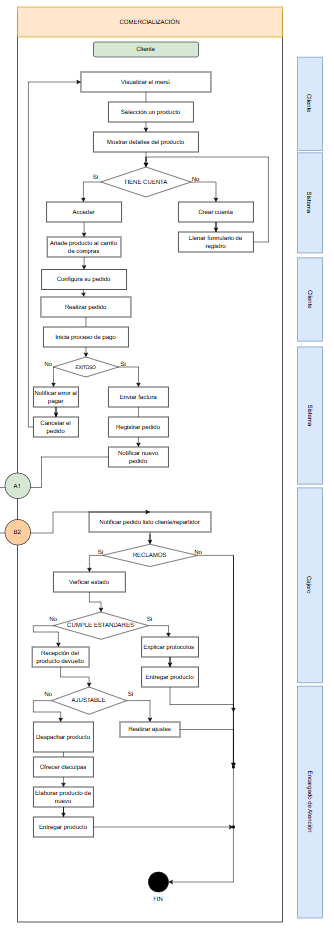 COMERCIALIZACIÓN
Cliente
Visualizar el menú
Selección un producto
Mostrar detalles del producto
Si
TIENE CUENTA
No
Acceder
Crear cuenta
Añade producto al carrito
de compras
Llenar formulario de
registro
Configura su pedido
Realizar pedido
Inicia proceso de pago
No
EXITOSO
Si
Notificar error al
pagar
Enviar factura
Cancelar el
pedido
Registrar pedido
Notificar nuevo
pedido
A1
B2
Notificar pedido listo cliente/repartidor
Si
RECLAMOS
No
Verficar estado
No
CUMPLE ESTANDARES
Si
Recepción del
producto devuelto
Explicar protocolos
Entregar producto
No
AJUSTABLE
Si
Despachar producto
Realizar ajustes
Ofrecer disculpas
Elaborar producto de
nuevo
Entregar producto
FIN
Cliente
Sistema
Cliente
Sistema
Cajero
Encargado de Atención